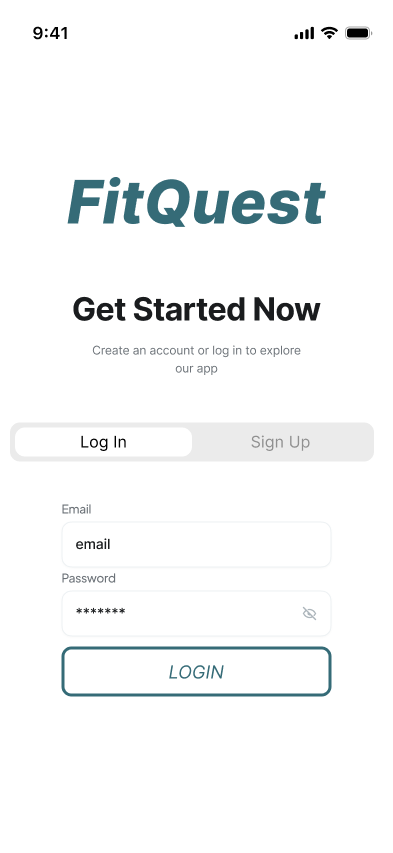 9:41
FitQuest
Get Started Now
Create an account or log in to explore
our app
Log In
Sign Up
Email
email
Password
*******
LOGIN